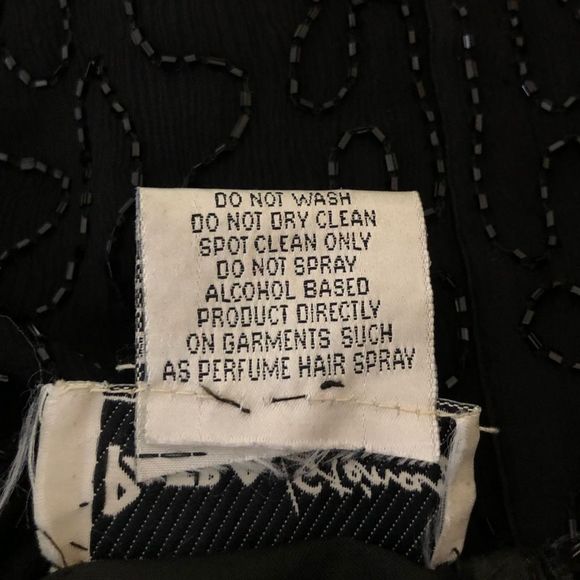 DO NOT WASH
DO NOT DRY CLEAN
SPOT CLEAN ONLY
DO NOT SPRAY
ALCOHOL BASED
PRODUCT DIRECTLY
ON GARMENTS SUCH
AS PERFUME HAIR SPRAY